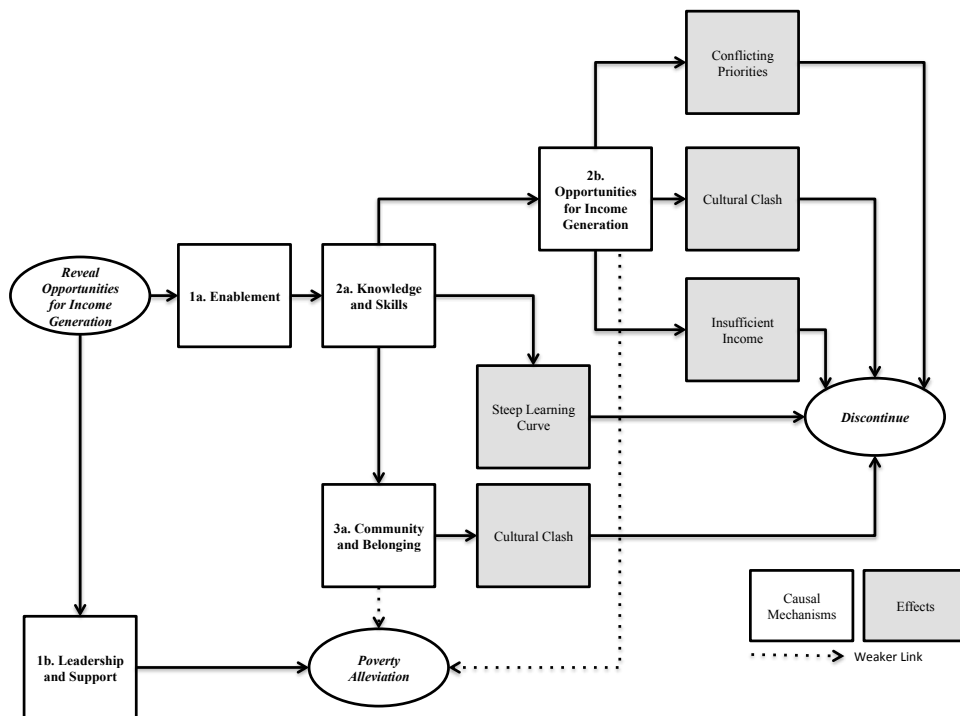 Conflicting
Priorities
2b.
Opportunities
for Income
Generation
Cultural Clash
Reveal
Opportunities
for Income
Generation
1a. Enablement
2a. Knowledge
and Skills
Insufficient
Income
Steep Learning
Curve
Discontinue
3a. Community
and Belonging
Cultural Clash
Causal
Mechanisms
Effects
1b. Leadership
and Support
Poverty
Alleviation
Weaker Link